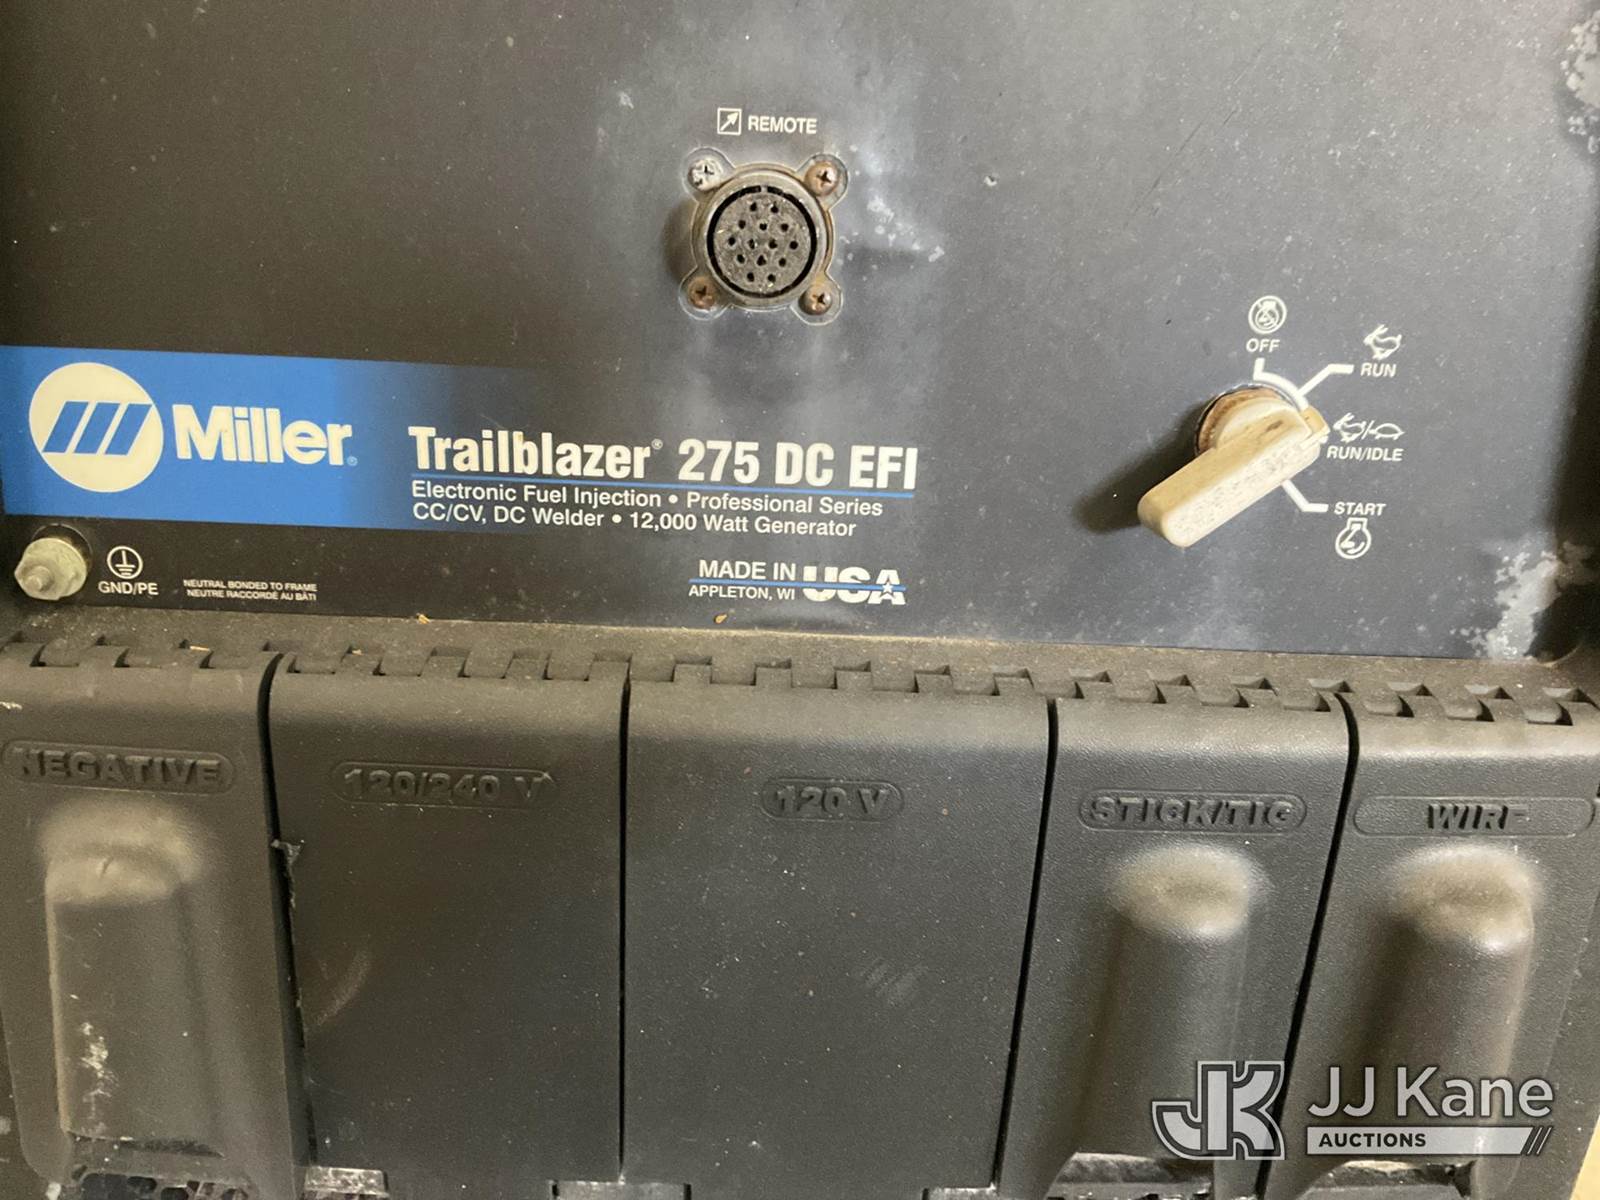 REMOTE
OFF
RUN
RUN/IDLE
START
Miller®
Trailblazer® 275 DC EFI
Electronic Fuel Injection • Professional Series
CC/CV, DC Welder • 12,000 Watt Generator
GND/PE
NEUTRAL BONDED TO FRAME
NEUTRE RACCORDÉ AU BÂTI
MADE IN USA
APPLETON, WI
NEGATIVE
120/240 V
120 V
STICK/TIG
WIRE
JK
JJ Kane
AUCTIONS